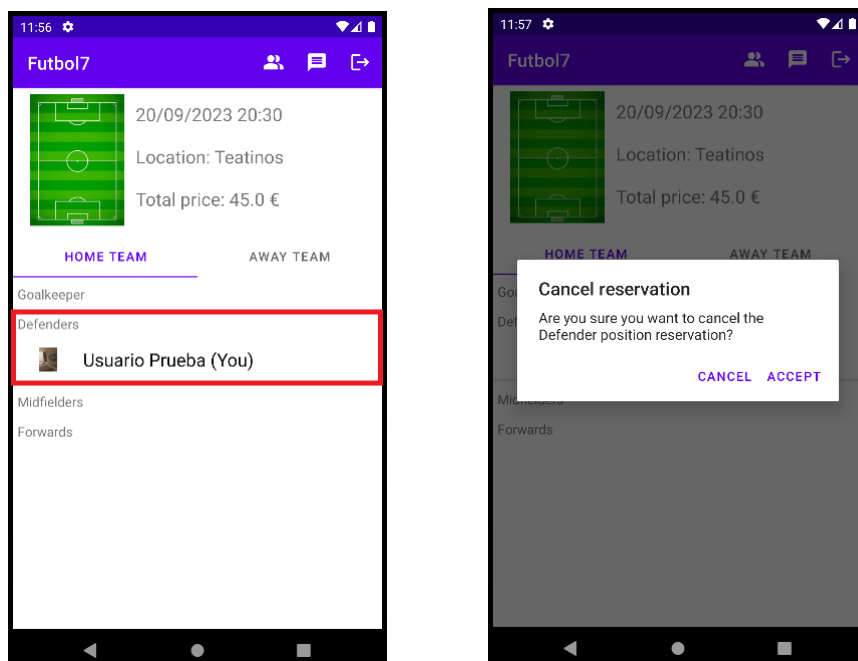 11:56
Futbol7
20/09/2023 20:30
Location: Teatinos
Total price: 45.0 €
HOME TEAM AWAY TEAM
Goalkeeper
Defenders
Usuario Prueba (You)
Midfielders
Forwards
11:57
Futbol7
20/09/2023 20:30
Location: Teatinos
Total price: 45.0 €
HOME TEAM AWAY TEAM
Goa
Def
Cancel reservation
Are you sure you want to cancel the
Defender position reservation?
CANCEL ACCEPT
Midfielders
Forwards